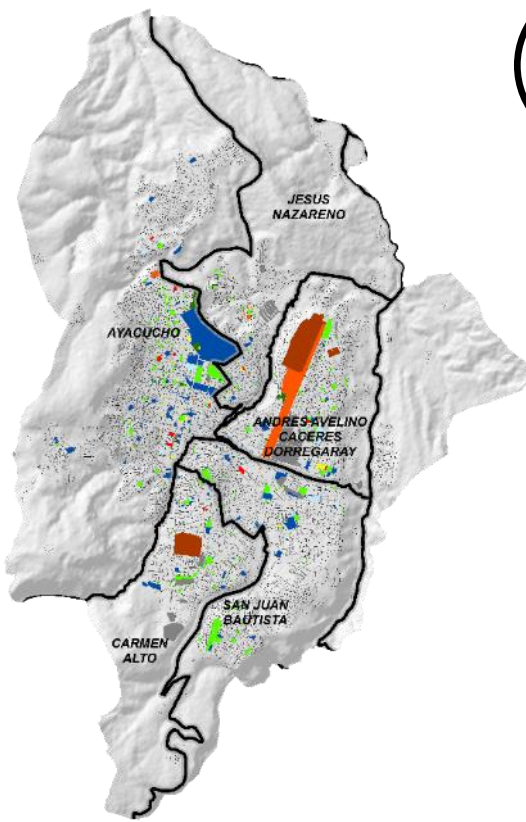 JESUS
NAZARENO
AYACUCHO
ANDRES AVELINO
CACERES
DORREGARAY
SAN JUAN
BAUTISTA
CARMEN
ALTO